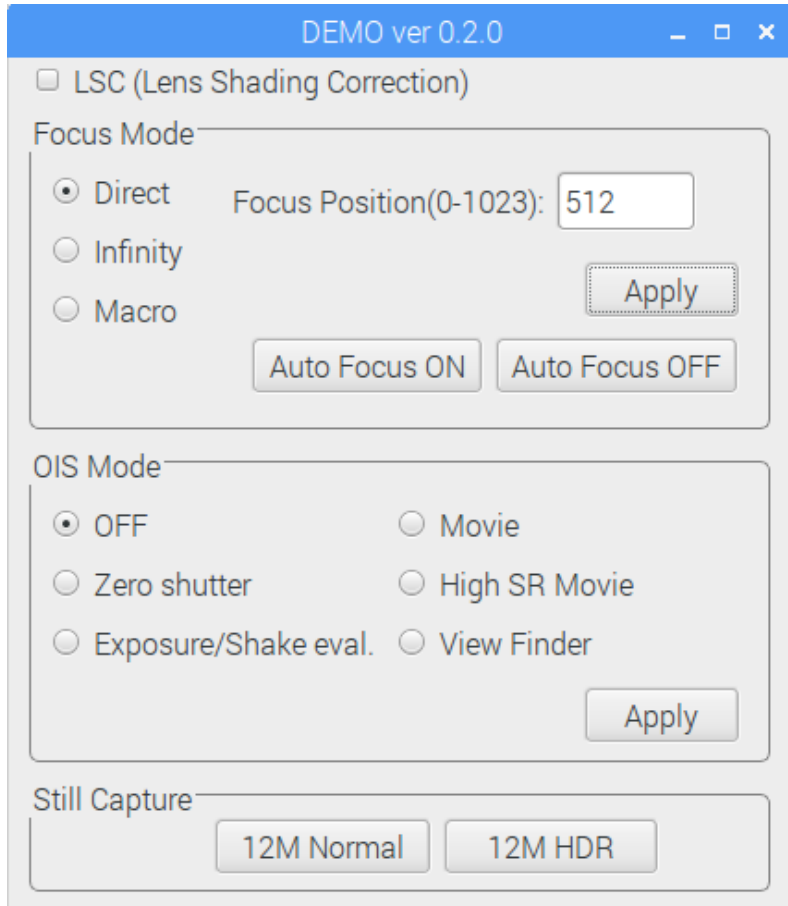 DEMO ver 0.2.0
LSC (Lens Shading Correction)
Focus Mode
Direct
Focus Position(0-1023): 512
Infinity
Macro
Apply
Auto Focus ON Auto Focus OFF
OIS Mode
OFF Movie
Zero shutter High SR Movie
Exposure/Shake eval. View Finder
Apply
Still Capture
12M Normal 12M HDR